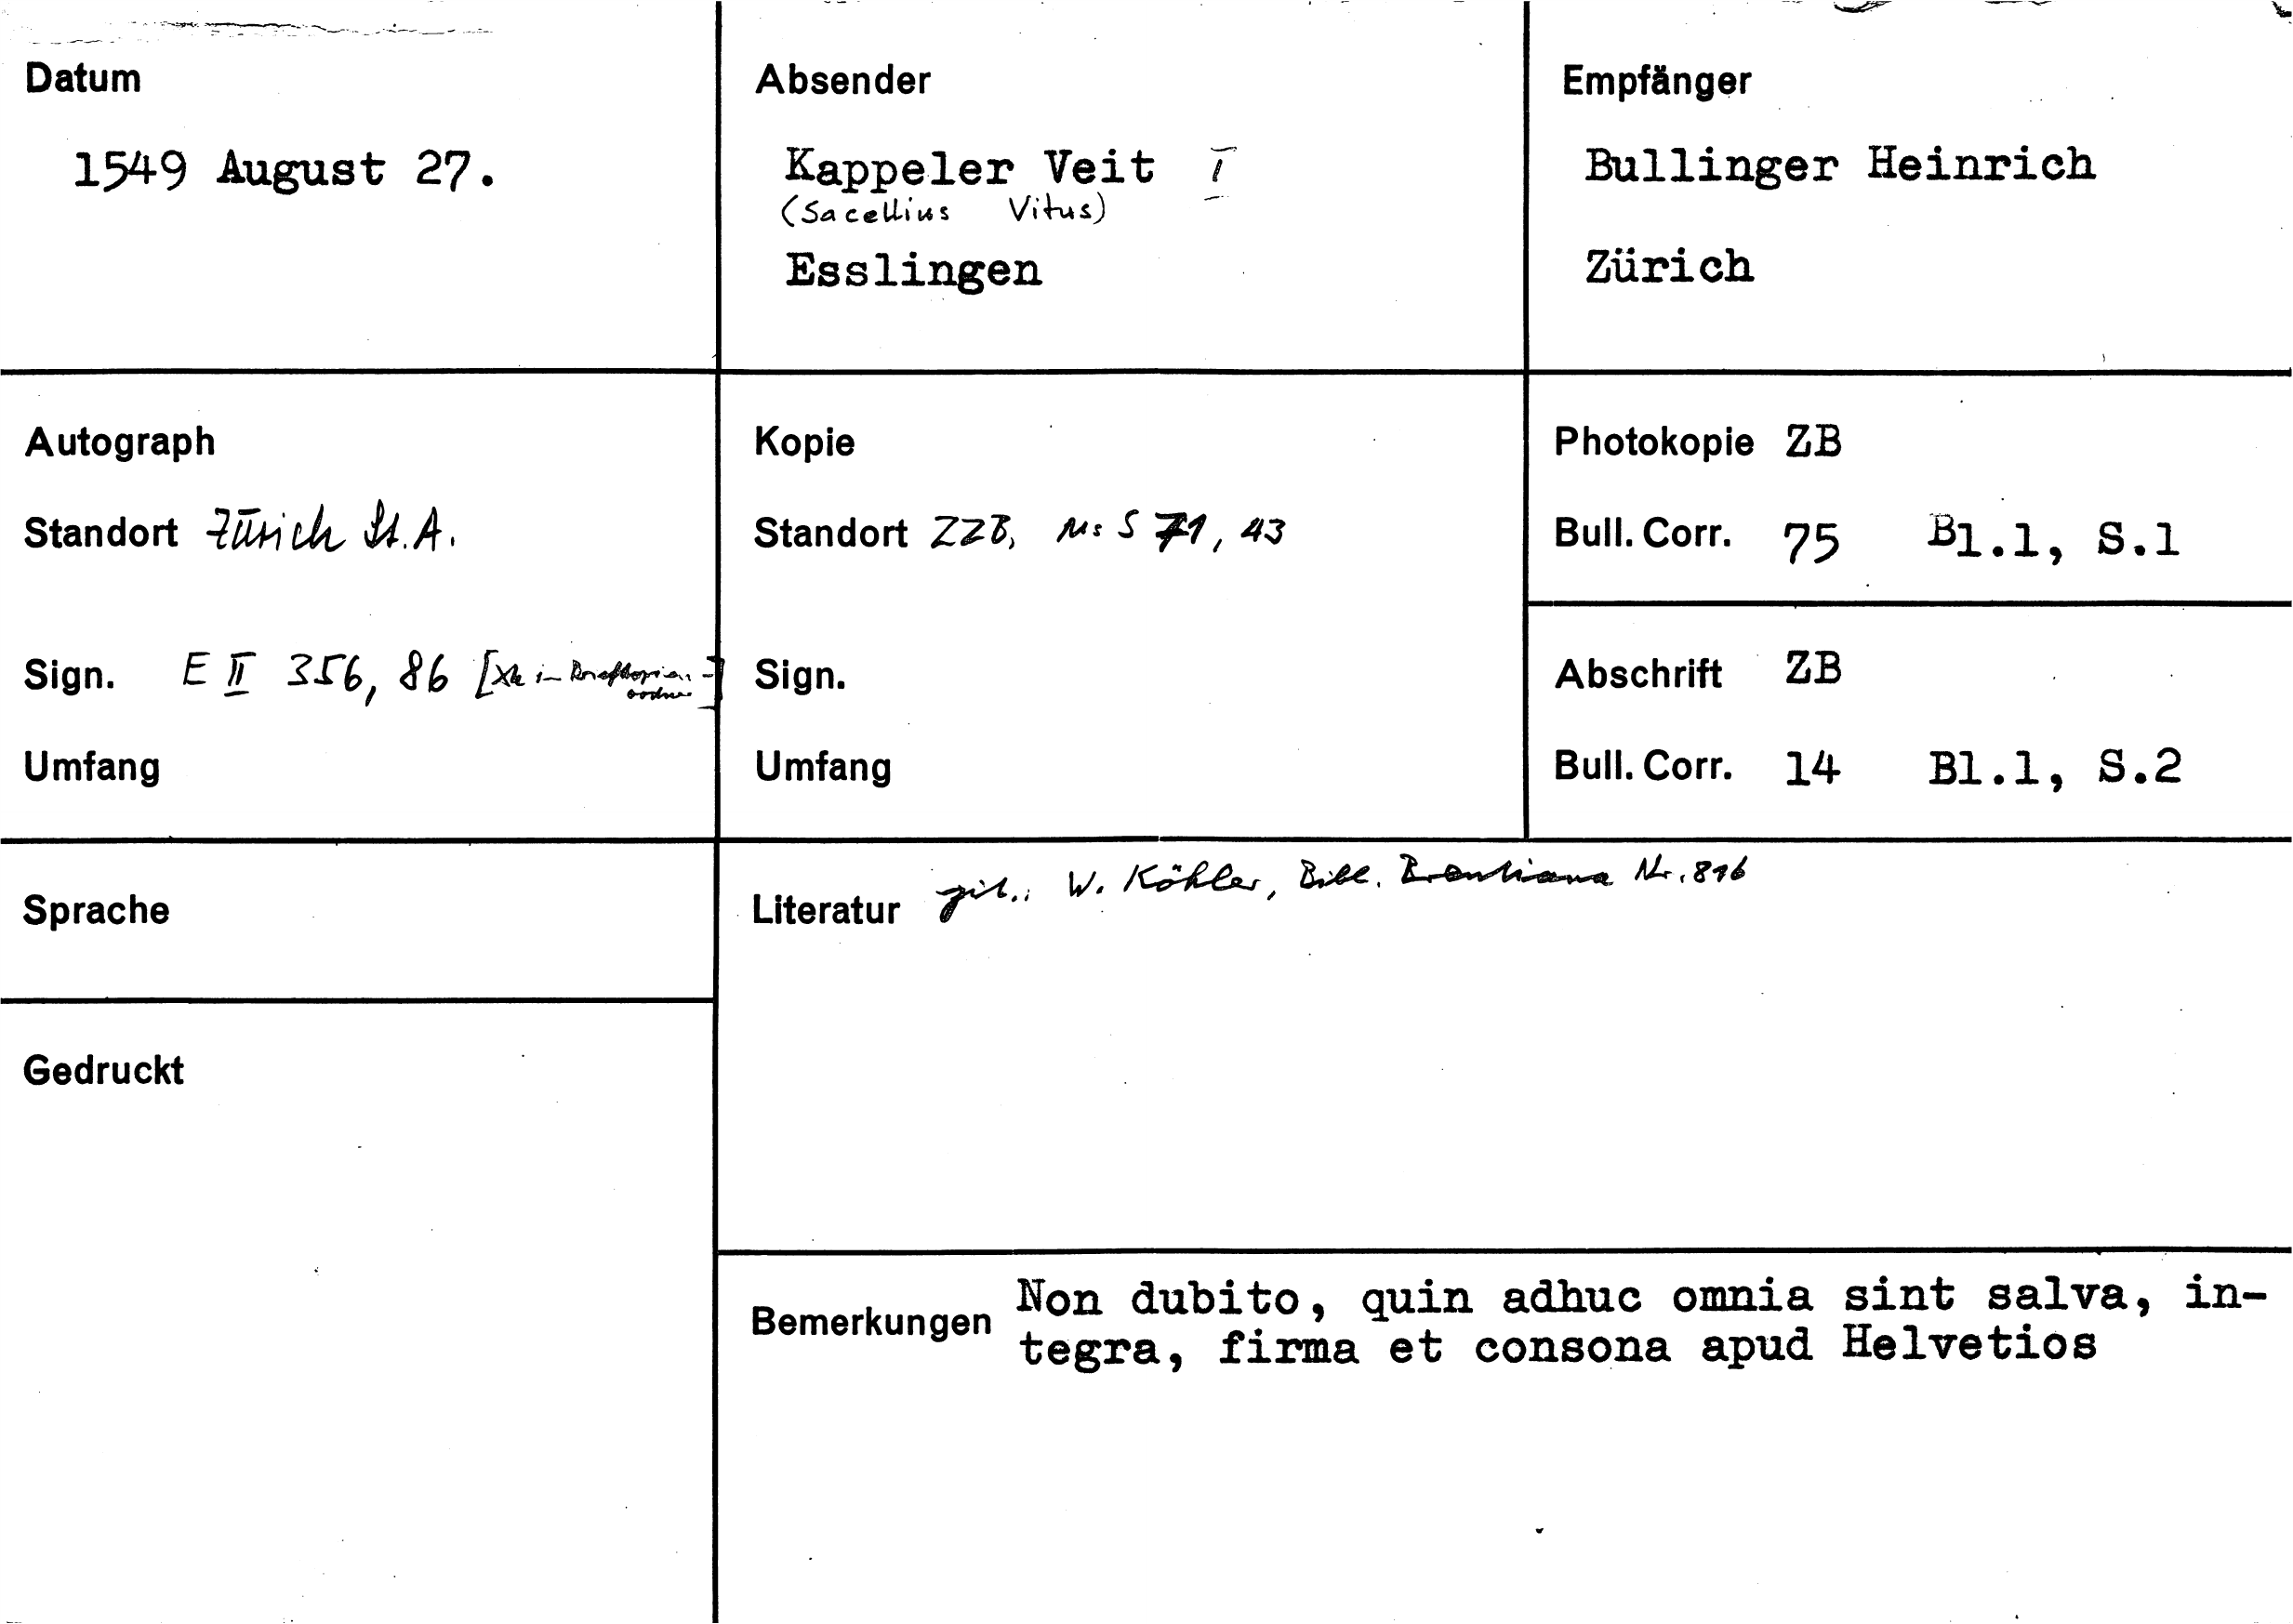 Datum
1549 August 27.
Absender
Kappeler Veit I
(Sacellius Vitus)
Esslingen
Empfänger
Bullinger Heinrich
Zürich
Autograph
Standort Zürich St.A.
Sign. E II 356, 86 [Xk in Briefkopien-
ordner]
Umfang
Kopie
Standort ZZB, Ms S 71, 43
Sign.
Umfang
Photokopie ZB
Bull. Corr. 75 Bl.1, S.1
Abschrift ZB
Bull. Corr. 14 Bl.1, S.2
Sprache
Gedruckt
Literatur zit.: W. Köhler, Bibl. Brentiana Nr. 816
Bemerkungen Non dubito, quin adhuc omnia sint salva, in-
tegra, firma et consona apud Helvetios